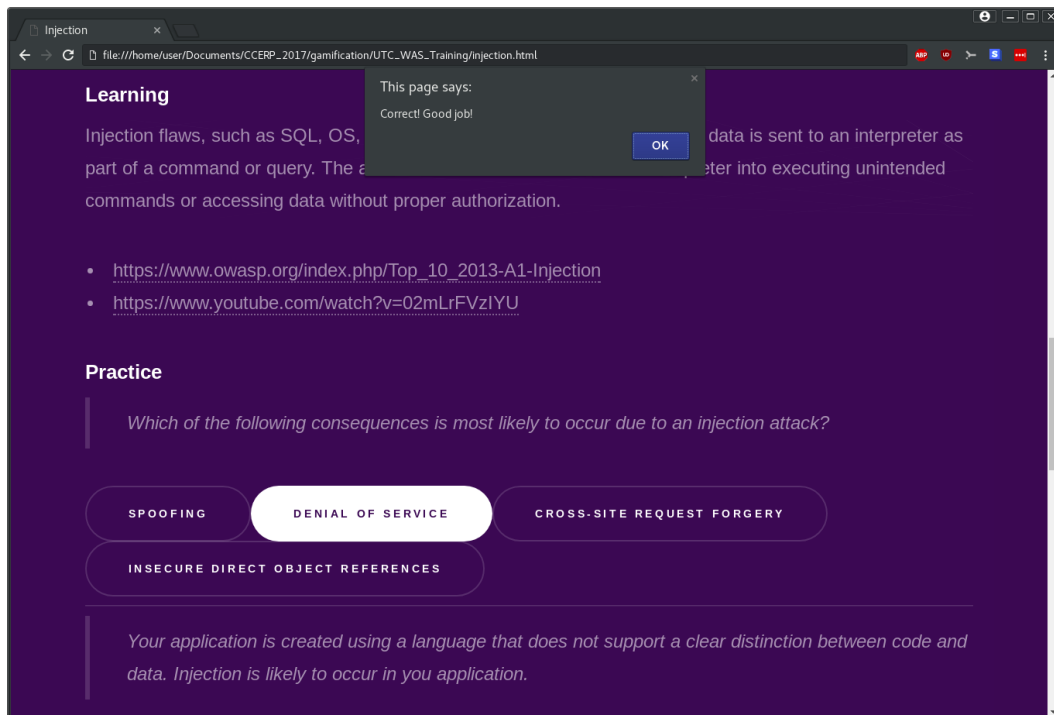 Injection
file:///home/user/Documents/CCERP_2017/gamification/UTC_WAS_Training/injection.html
ABP
This page says:
Correct! Good job!
OK
Learning
Injection flaws, such as SQL, OS, data is sent to an interpreter as
part of a command or query. The a eter into executing unintended
commands or accessing data without proper authorization.
https://www.owasp.org/index.php/Top_10_2013-A1-Injection
https://www.youtube.com/watch?v=02mLrFVzIYU
Practice
Which of the following consequences is most likely to occur due to an injection attack?
SPOOFING DENIAL OF SERVICE CROSS-SITE REQUEST FORGERY
INSECURE DIRECT OBJECT REFERENCES
Your application is created using a language that does not support a clear distinction between code and
data. Injection is likely to occur in you application.